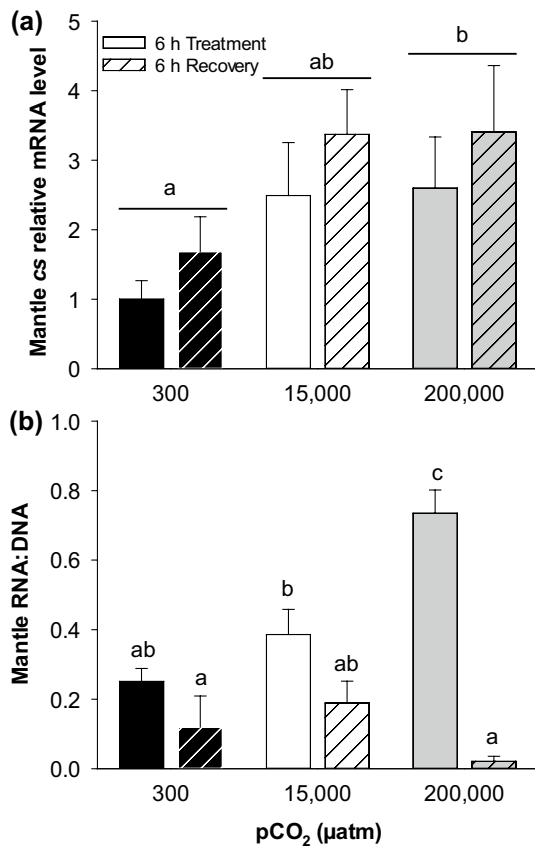 (a)
6 h Treatment
6 h Recovery
a
ab
b
Mantle cs relative mRNA level
5
4
3
2
1
0
300
15,000
200,000
(b)
ab
a
b
ab
c
a
Mantle RNA:DNA
1.0
0.8
0.6
0.4
0.2
0.0
300
15,000
200,000
pCO₂ (µatm)